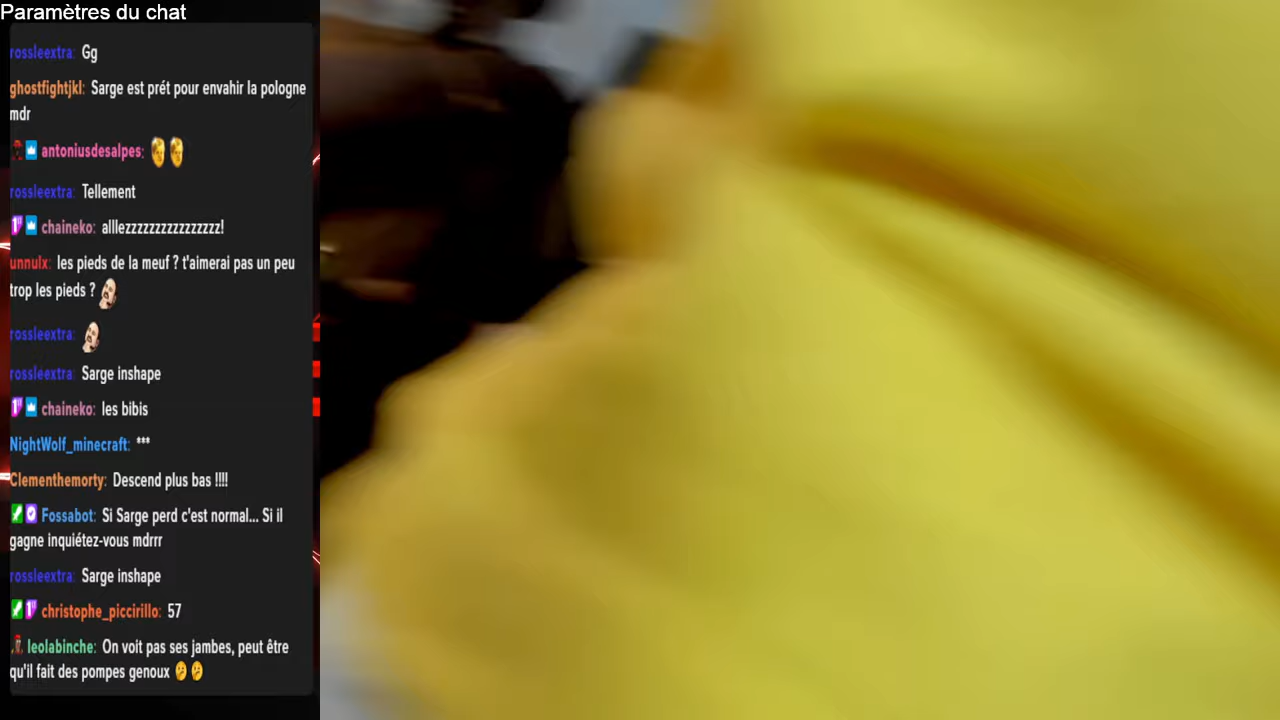 Paramètres du chat
rossleextra: Gg
ghostfightjkl: Sarge est prét pour envahir la pologne
mdr
antoniusdesalpes:
rossleextra: Tellement
chaineko: alllezzzzzzzzzzzzzzzz!
unnulx: les pieds de la meuf ? t'aimerai pas un peu
trop les pieds ?
rossleextra:
rossleextra: Sarge inshape
chaineko: les bibis
NightWolf_minecraft: ***
Clementhemorty: Descend plus bas !!!!
Fossabot: Si Sarge perd c'est normal... Si il
gagne inquiétez-vous mdrrr
rossleextra: Sarge inshape
christophe_piccirillo: 57
leolabinche: On voit pas ses jambes, peut être
qu'il fait des pompes genoux 🤔🤔